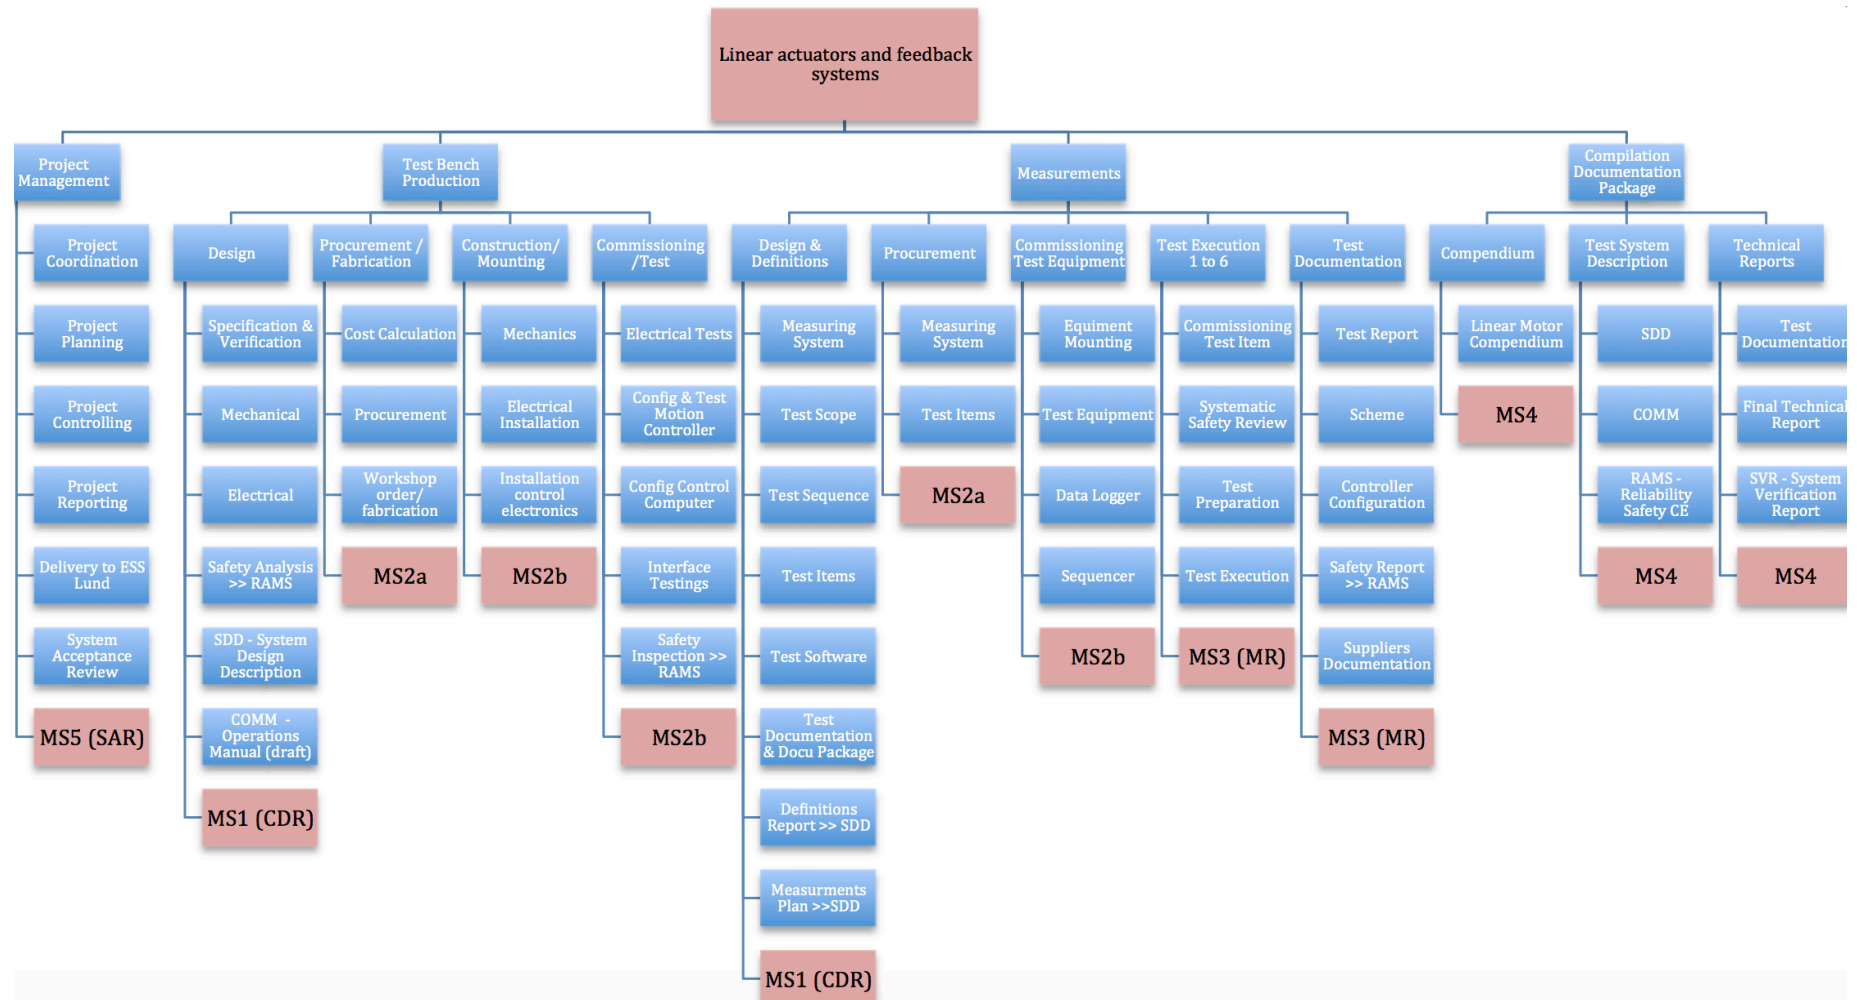 Linear actuators and feedback
systems
Project
Management
Test Bench
Production
Measurements
Compilation
Documentation
Package
Project
Coordination
Design
Procurement /
Fabrication
Construction/
Mounting
Commissioning
/Test
Design &
Definitions
Procurement
Commissioning
Test Equipment
Test Execution
1 to 6
Test
Documentation
Compendium
Test System
Description
Technical
Reports
Project
Planning
Specification &
Verification
Cost Calculation
Mechanics
Electrical Tests
Measuring
System
Measuring
System
Equiment
Mounting
Commissioning
Test Item
Test Report
Linear Motor
Compendium
SDD
Test
Documentation
Project
Controlling
Mechanical
Procurement
Electrical
Installation
Config & Test
Motion
Controller
Test Scope
Test Items
Test Equipment
Systematic
Safety Review
Scheme
MS4
COMM
Final Technical
Report
Project
Reporting
Electrical
Workshop
order/
fabrication
Installation
control
electronics
Config Control
Computer
Test Sequence
MS2a
Data Logger
Test
Preparation
Controller
Configuration
RAMS -
Reliability
Safety CE
SVR - System
Verification
Report
Delivery to ESS
Lund
Safety Analysis
>> RAMS
MS2a
MS2b
Interface
Testings
Test Items
Sequencer
Test Execution
Safety Report
>> RAMS
MS4
MS4
System
Acceptance
Review
SDD - System
Design
Description
Safety
Inspection >>
RAMS
Test Software
MS2b
MS3 (MR)
Suppliers
Documentation
MS5 (SAR)
COMM -
Operations
Manual (draft)
MS2b
Test
Documentation
& Docu Package
MS3 (MR)
MS1 (CDR)
Definitions
Report >> SDD
Measurments
Plan >>SDD
MS1 (CDR)